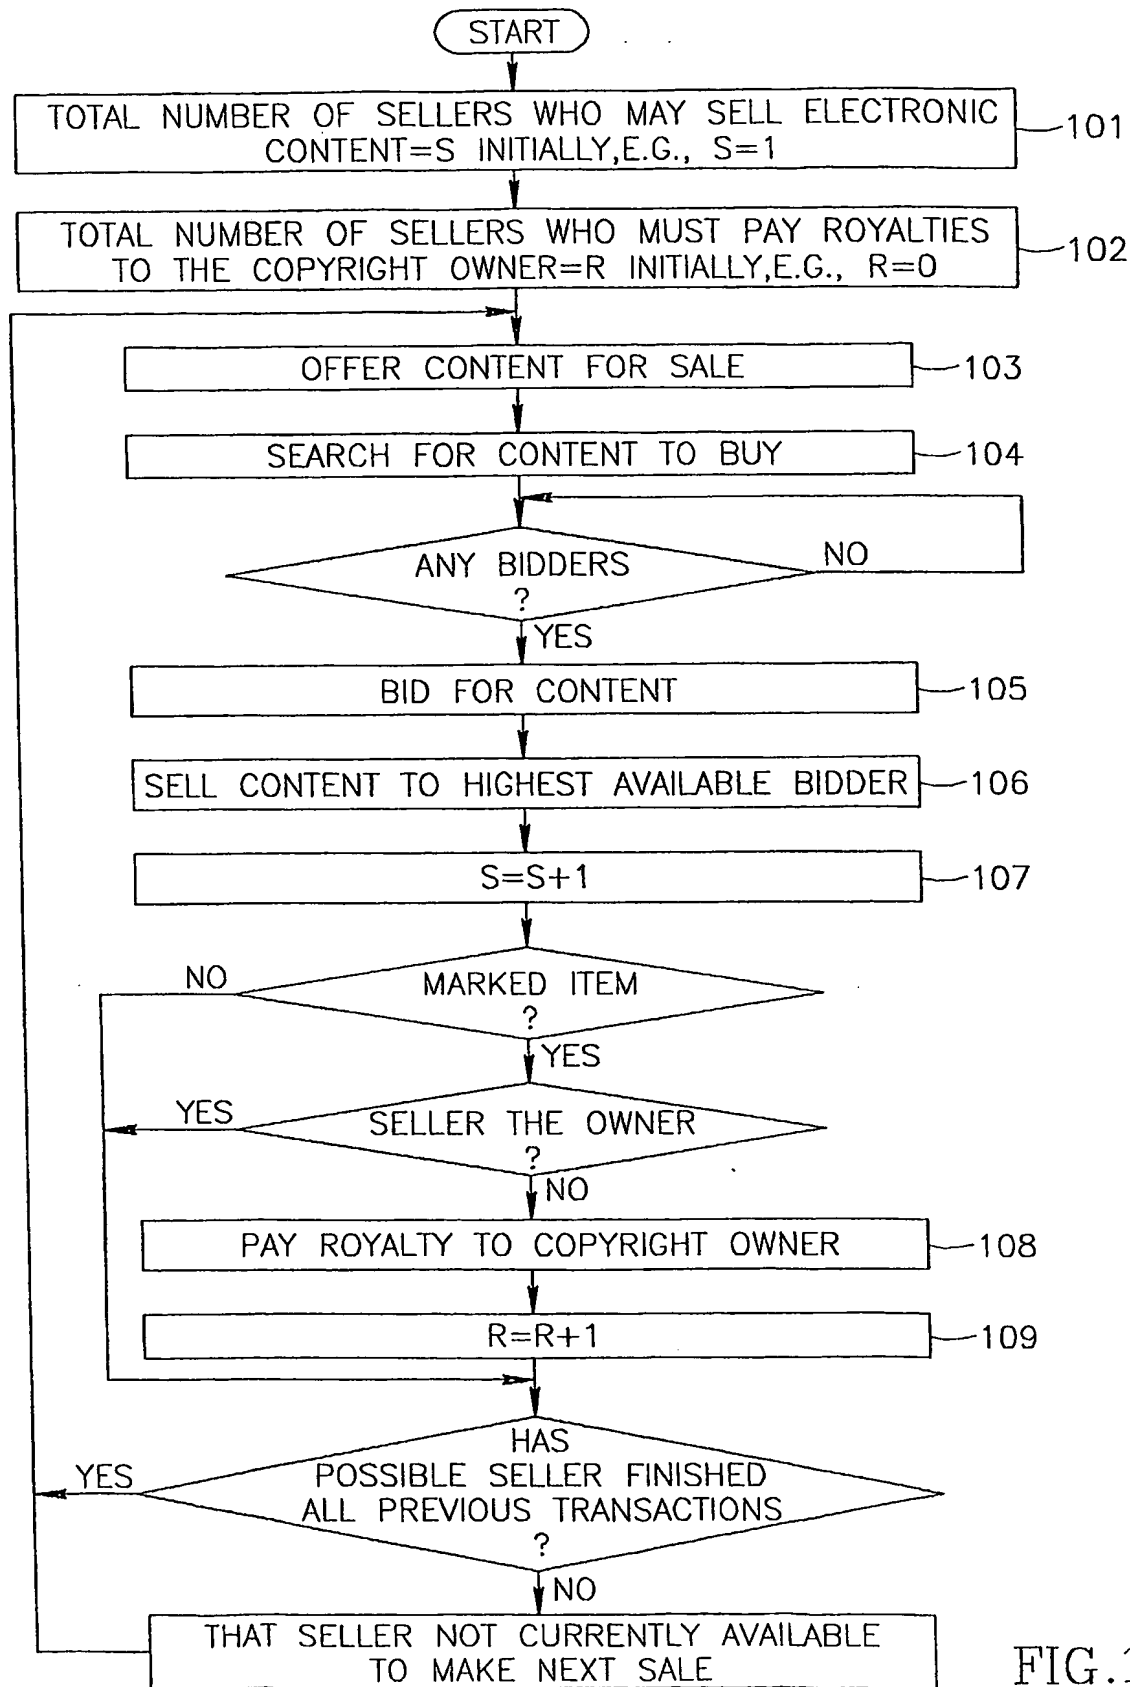 START
TOTAL NUMBER OF SELLERS WHO MAY SELL ELECTRONIC
CONTENT=S INITIALLY,E.G., S=1
101
TOTAL NUMBER OF SELLERS WHO MUST PAY ROYALTIES
TO THE COPYRIGHT OWNER=R INITIALLY,E.G., R=0
102
OFFER CONTENT FOR SALE
103
SEARCH FOR CONTENT TO BUY
104
ANY BIDDERS
?
NO
YES
BID FOR CONTENT
105
SELL CONTENT TO HIGHEST AVAILABLE BIDDER
106
S=S+1
107
NO
MARKED ITEM
?
YES
YES
SELLER THE OWNER
?
NO
PAY ROYALTY TO COPYRIGHT OWNER
108
R=R+1
109
HAS
YES
POSSIBLE SELLER FINISHED
ALL PREVIOUS TRANSACTIONS
?
NO
THAT SELLER NOT CURRENTLY AVAILABLE
TO MAKE NEXT SALE
FIG.1